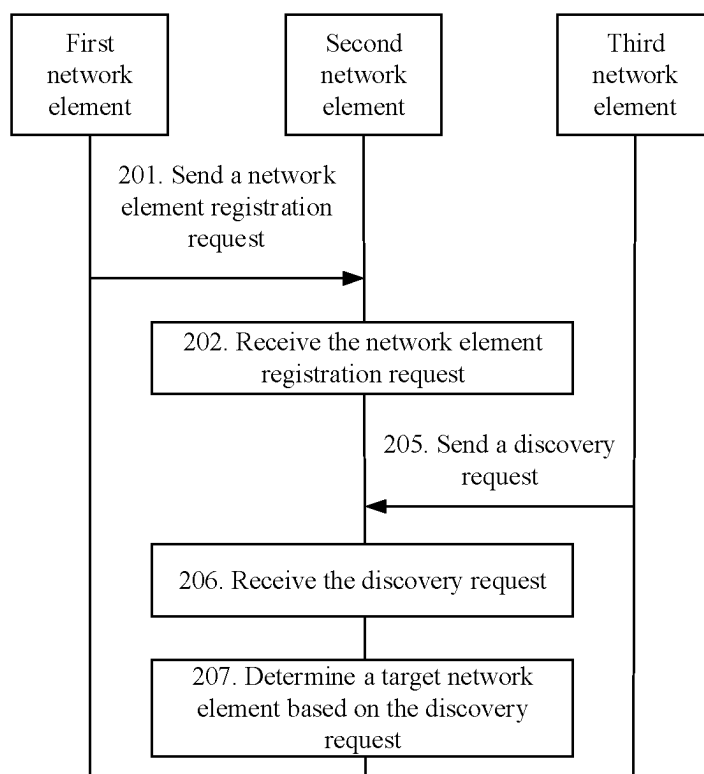 First
network
element
Second
network
element
Third
network
element
201. Send a network
element registration
request
202. Receive the network element
registration request
205. Send a discovery
request
206. Receive the discovery request
207. Determine a target network
element based on the discovery
request